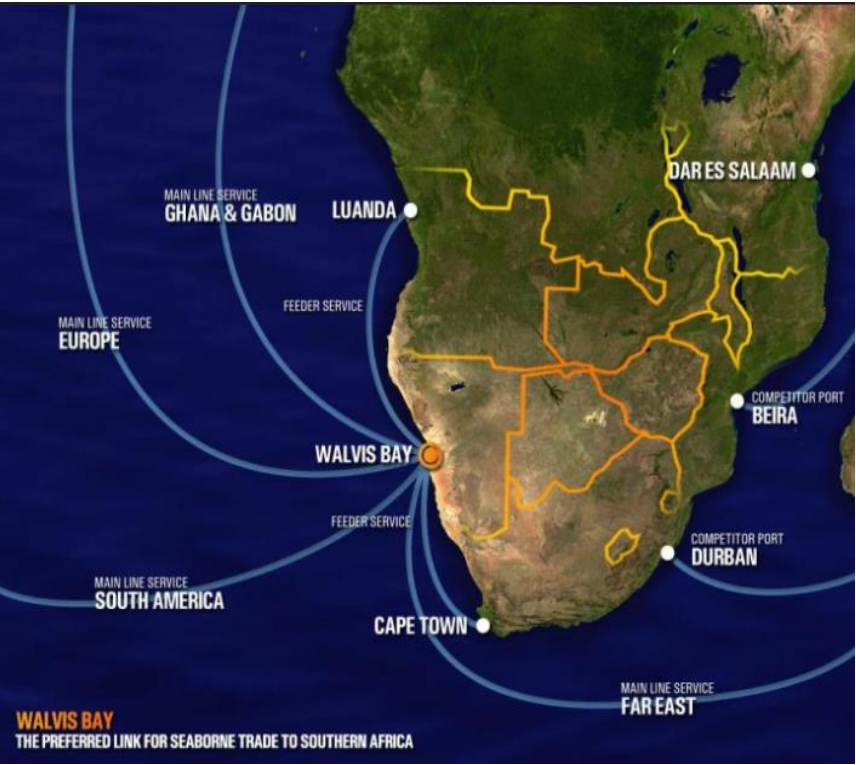 DAR ES SALAAM
MAIN LINE SERVICE
GHANA & GABON
LUANDA
FEEDER SERVICE
MAIN LINE SERVICE
EUROPE
COMPETITOR PORT
BEIRA
WALVIS BAY
FEEDER SERVICE
COMPETITOR PORT
DURBAN
MAIN LINE SERVICE
SOUTH AMERICA
CAPE TOWN
MAIN LINE SERVICE
FAR EAST
WALVIS BAY
THE PREFERRED LINK FOR SEABORNE TRADE TO SOUTHERN AFRICA